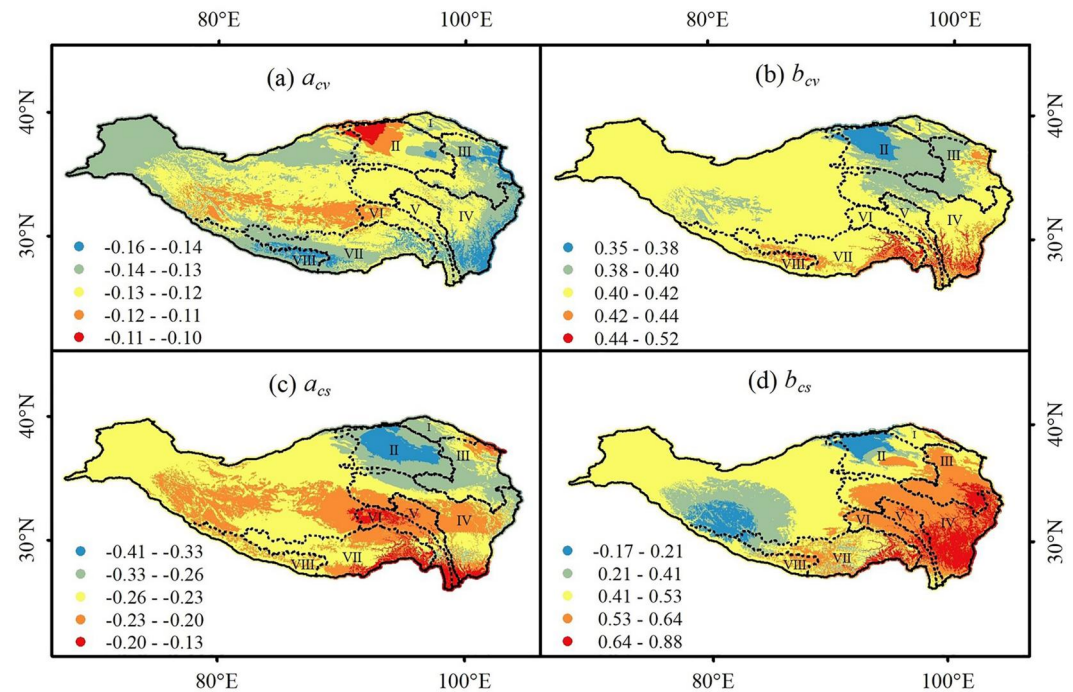 80°E 100°E 80°E 100°E
(a) a_cv
(b) b_cv
40°N
I
II
III
IV
V
VI
VII
VIII
30°N
-0.16 - -0.14
-0.14 - -0.13
-0.13 - -0.12
-0.12 - -0.11
-0.11 - -0.10
I
II
III
IV
V
VI
VII
VIII
40°N
30°N
0.35 - 0.38
0.38 - 0.40
0.40 - 0.42
0.42 - 0.44
0.44 - 0.52
(c) a_cs
(d) b_cs
40°N
I
II
III
IV
V
VI
VII
VIII
30°N
-0.41 - -0.33
-0.33 - -0.26
-0.26 - -0.23
-0.23 - -0.20
-0.20 - -0.13
I
II
III
IV
V
VI
VII
VIII
40°N
30°N
-0.17 - 0.21
0.21 - 0.41
0.41 - 0.53
0.53 - 0.64
0.64 - 0.88
80°E 100°E 80°E 100°E